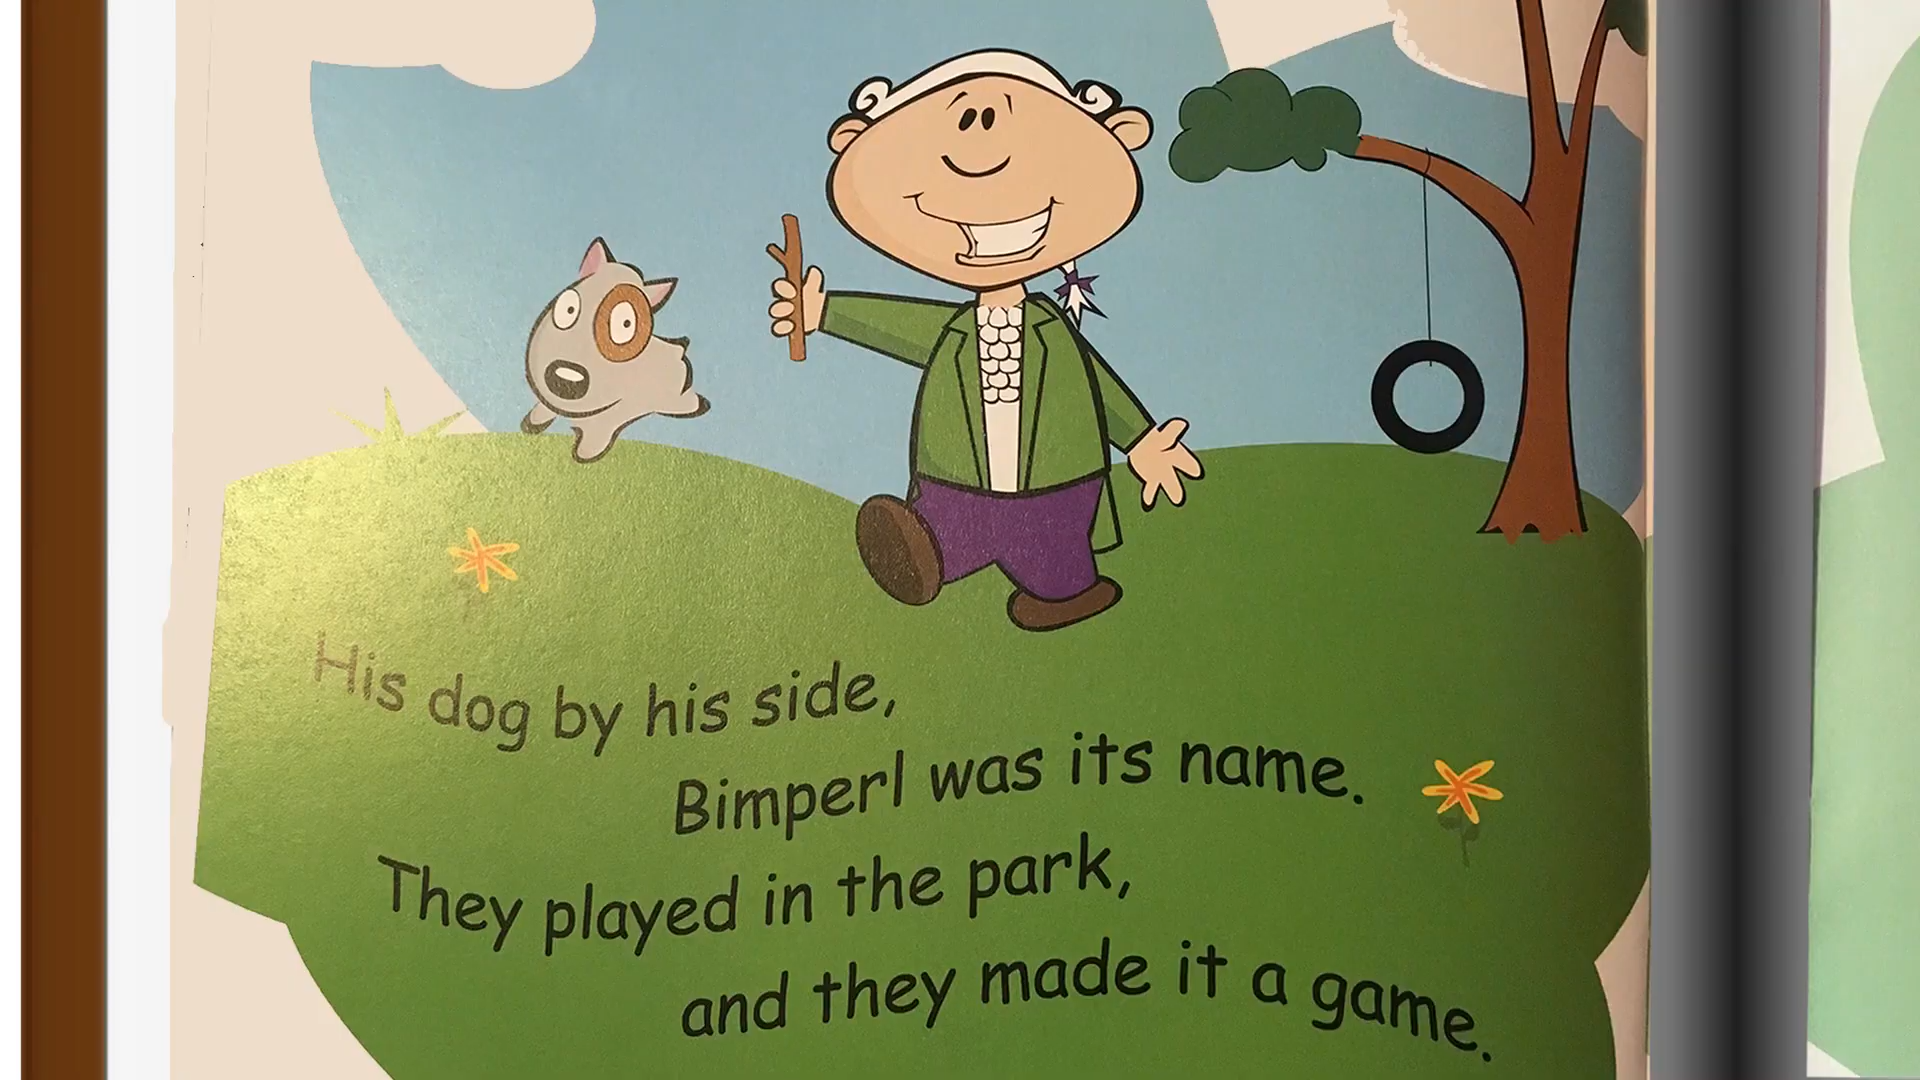 His dog by his side,
Bimperl was its name.
They played in the park,
and they made it a game.